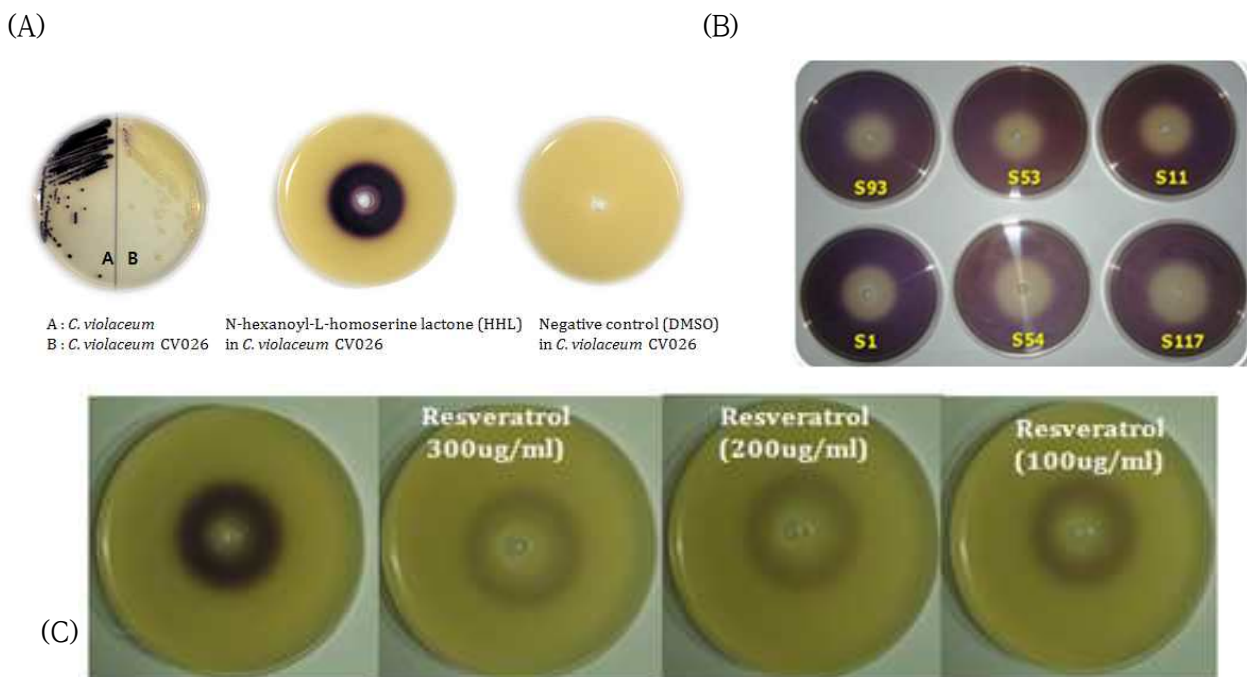 (A)
(B)
A B
A : C. violaceum
B : C. violaceum CV026
N-hexanoyl-L-homoserine lactone (HHL)
in C. violaceum CV026
Negative control (DMSO)
in C. violaceum CV026
S93
S53
S11
S1
S54
S117
Resveratrol
300ug/ml)
Resveratrol
(200ug/ml)
Resveratrol
(100ug/ml)
(C)